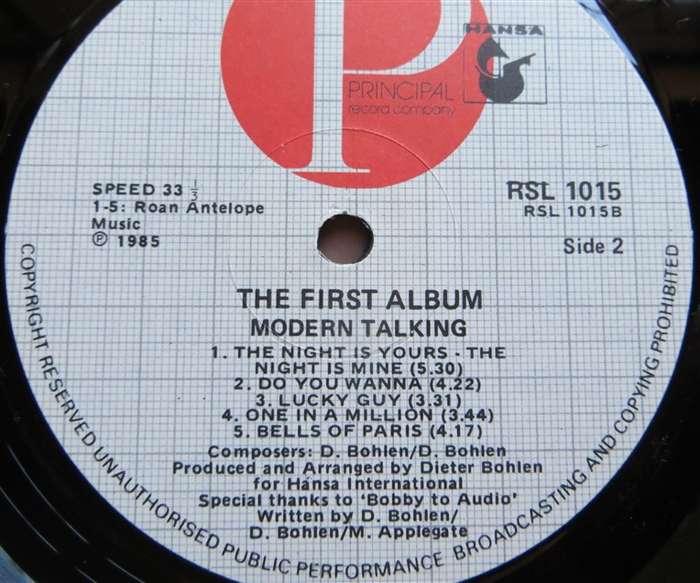 P
HANSA
PRINCIPAL
record company
SPEED 33 1/3
1-5: Roan Antelope
Music
℗ 1985
RSL 1015
RSL 1015B
Side 2
THE FIRST ALBUM
MODERN TALKING
1. THE NIGHT IS YOURS - THE
NIGHT IS MINE (5.30)
2. DO YOU WANNA (4.22)
3. LUCKY GUY (3.31)
4. ONE IN A MILLION (3.44)
5. BELLS OF PARIS (4.17)
Composers: D. Bohlen/D. Bohlen
Produced and Arranged by Dieter Bohlen
for Hansa International
Special thanks to 'Bobby to Audio'
Written by D. Bohlen/
D. Bohlen/M. Applegate
COPYRIGHT RESERVED UNAUTHORISED PUBLIC PERFORMANCE BROADCASTING AND COPYING PROHIBITED